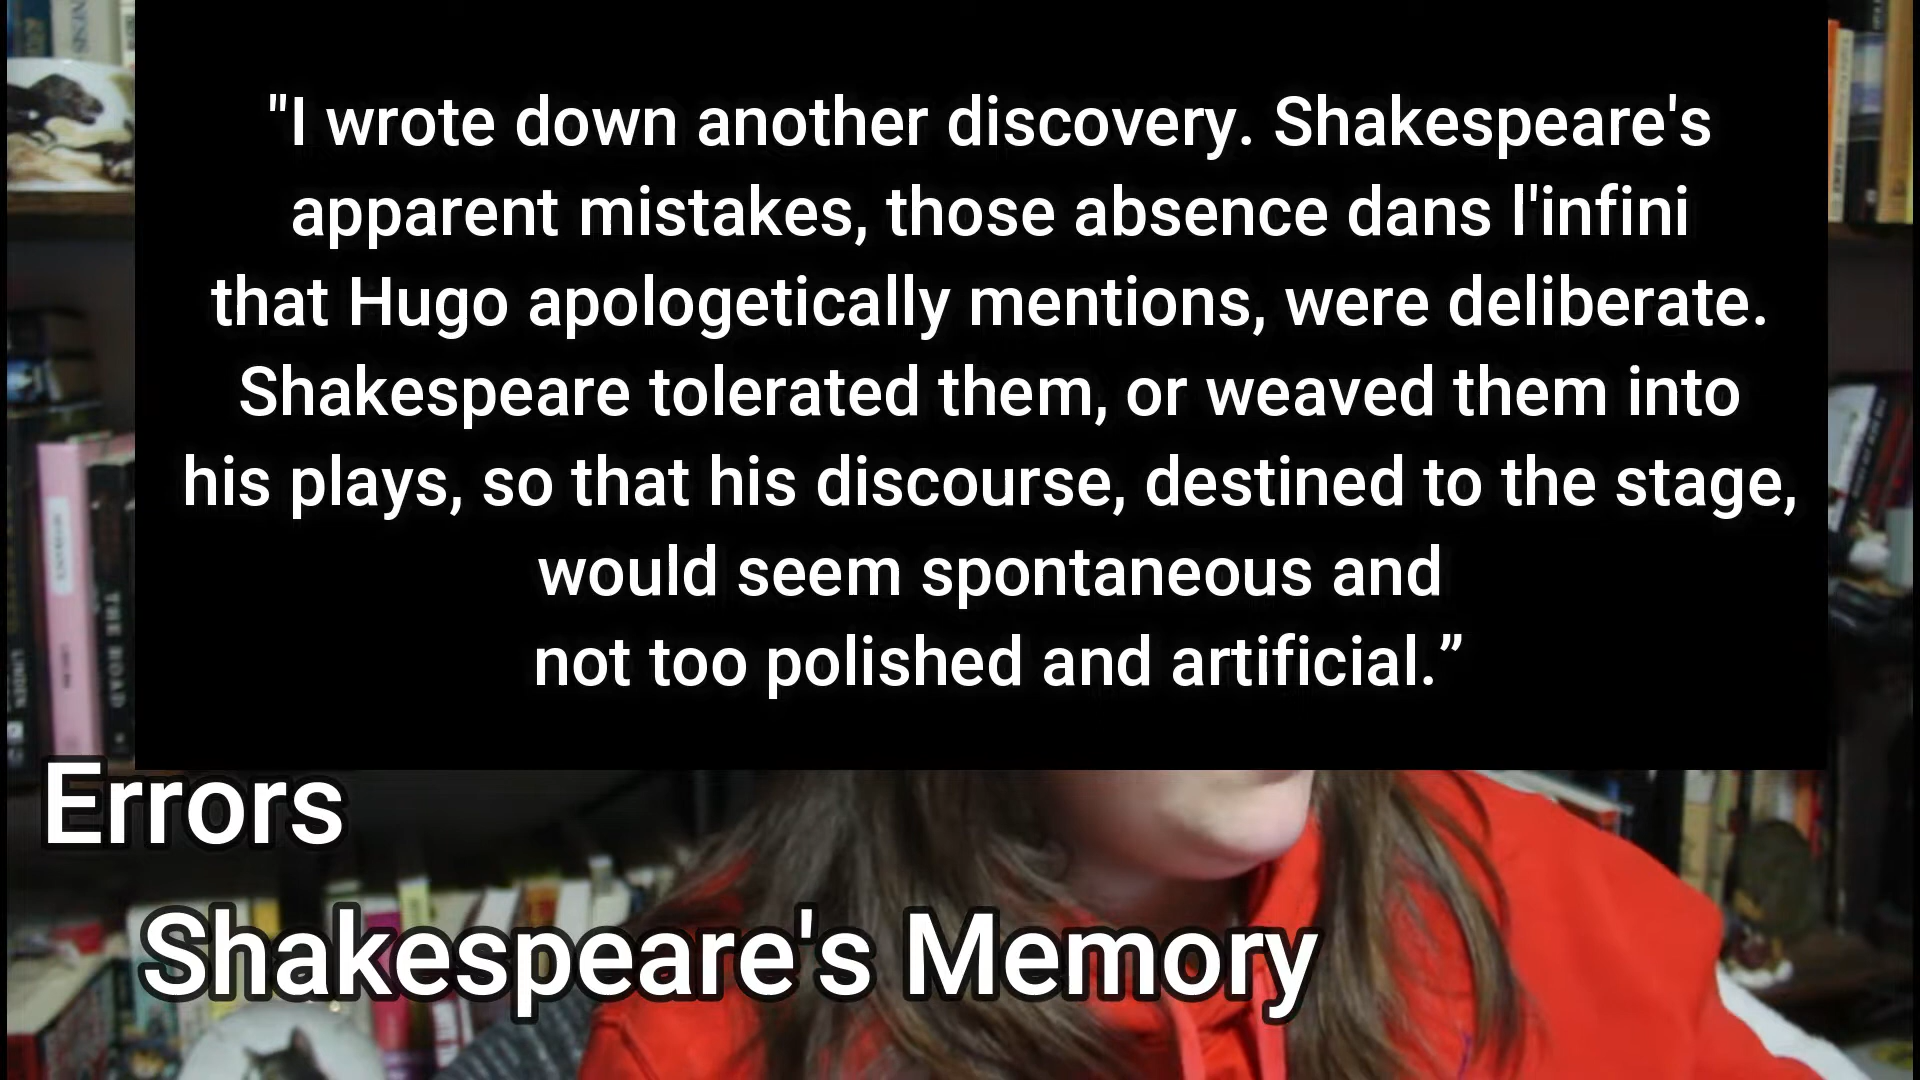 "I wrote down another discovery. Shakespeare's
apparent mistakes, those absence dans l'infini
that Hugo apologetically mentions, were deliberate.
Shakespeare tolerated them, or weaved them into
his plays, so that his discourse, destined to the stage,
would seem spontaneous and
not too polished and artificial.”
Errors
Shakespeare's Memory
THE ROAD